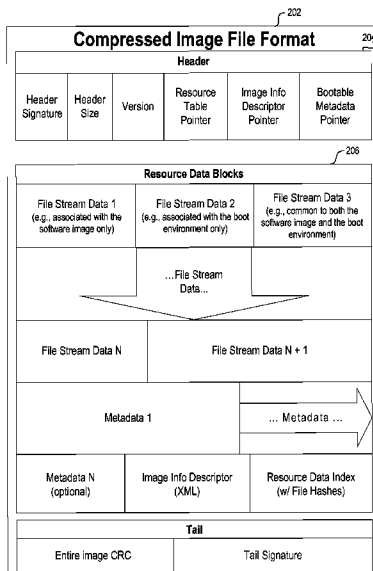 202
Compressed Image File Format
Header
Header
Signature
Header
Size
Version
Resource
Table
Pointer
Image Info
Descriptor
Pointer
Bootable
Metadata
Pointer
206
Resource Data Blocks
File Stream Data 1
(e.g., associated with the
software image only)
File Stream Data 2
(e.g., associated with the boot
environment only)
File Stream Data 3
(e.g., common to both the
software image and the boot
environment)
...File Stream
Data...
File Stream Data N
File Stream Data N + 1
Metadata 1
... Metadata ...
Metadata N
(optional)
Image Info Descriptor
(XML)
Resource Data Index
(w/ File Hashes)
Tail
Entire image CRC
Tail Signature